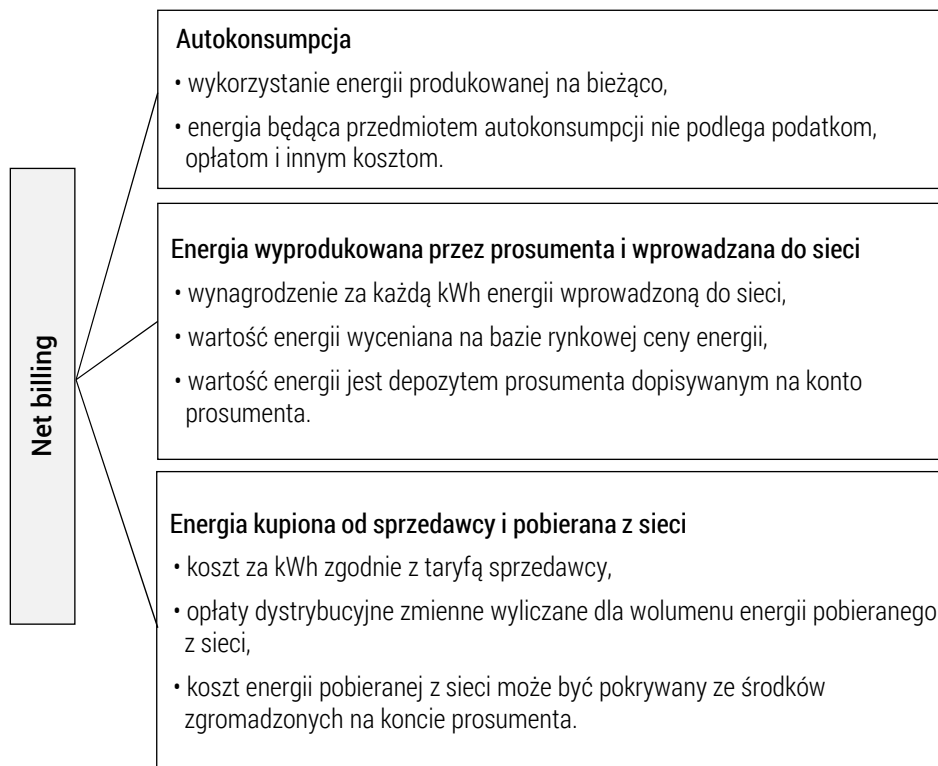 Net billing
Autokonsumpcja
• wykorzystanie energii produkowanej na bieżąco,
• energia będąca przedmiotem autokonsumpcji nie podlega podatkom,
opłatom i innym kosztom.
Energia wyprodukowana przez prosumenta i wprowadzana do sieci
• wynagrodzenie za każdą kWh energii wprowadzoną do sieci,
• wartość energii wyceniana na bazie rynkowej ceny energii,
• wartość energii jest depozytem prosumenta dopisywanym na konto
prosumenta.
Energia kupiona od sprzedawcy i pobierana z sieci
• koszt za kWh zgodnie z taryfą sprzedawcy,
• opłaty dystrybucyjne zmienne wyliczane dla wolumenu energii pobieranego
z sieci,
• koszt energii pobieranej z sieci może być pokrywany ze środków
zgromadzonych na koncie prosumenta.